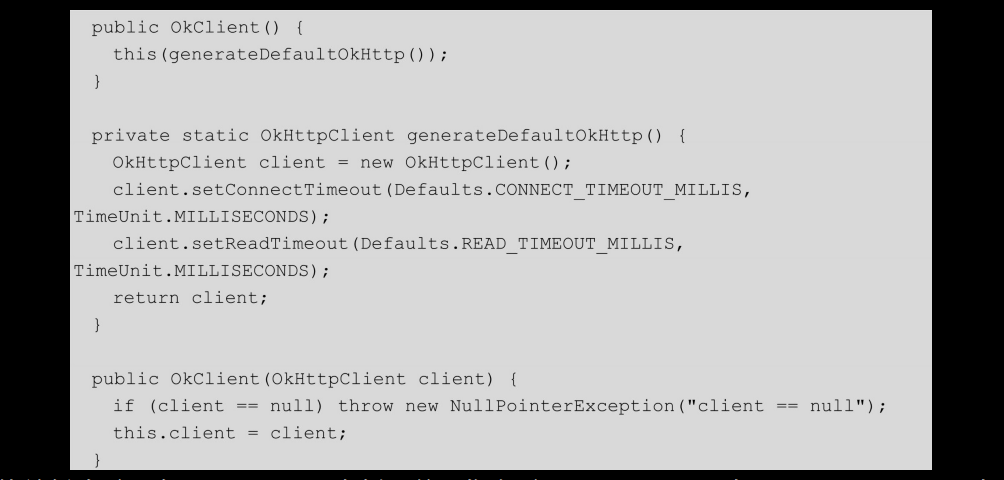 public OkClient() {
this(generateDefaultOkHttp());
}
private static OkHttpClient generateDefaultOkHttp() {
OkHttpClient client = new OkHttpClient();
client.setConnectTimeout(Defaults.CONNECT_TIMEOUT_MILLIS,
TimeUnit.MILLISECONDS);
client.setReadTimeout(Defaults.READ_TIMEOUT_MILLIS,
TimeUnit.MILLISECONDS);
return client;
}
public OkClient(OkHttpClient client) {
if (client == null) throw new NullPointerException("client == null");
this.client = client;
}